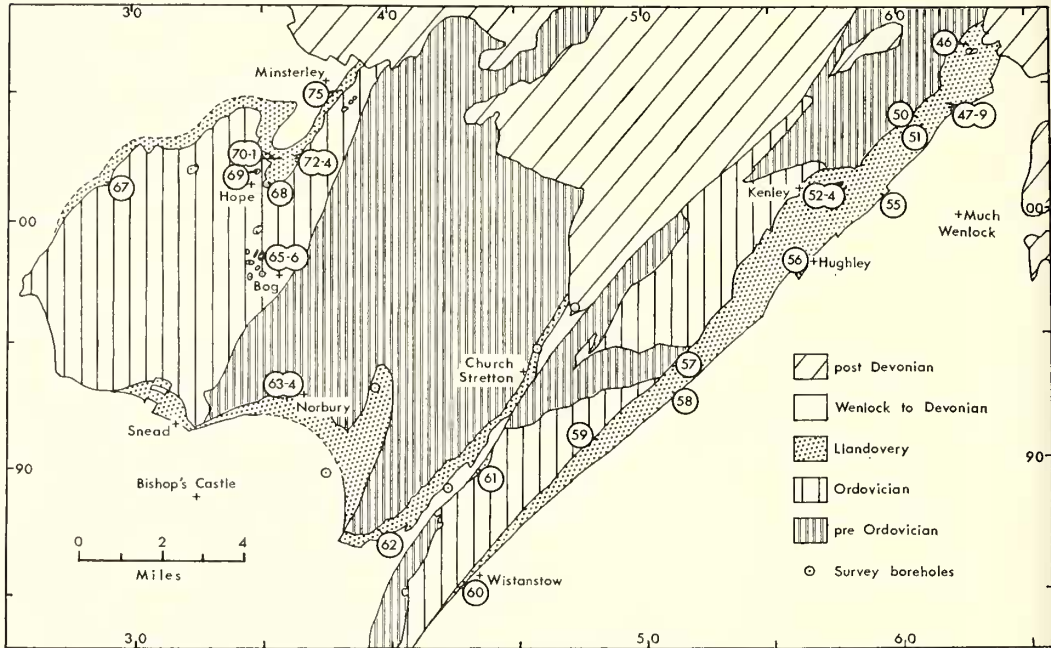 3·0 4·0 5·0 6·0
Minsterley
75
46
50
47-9
51
70-1
72-4
69
Hope
68
67
Kenley
52-4
55
00
00
Much
Wenlock
65-6
Bog
56
Hughley
Church
Stretton
57
63-4
Norbury
58
Snead
59
90
90
61
Bishop's Castle
62
Wistanstow
60
0 2 4
Miles
post Devonian
Wenlock to Devonian
Llandovery
Ordovician
pre Ordovician
Survey boreholes
3·0 4·0 5·0 6·0